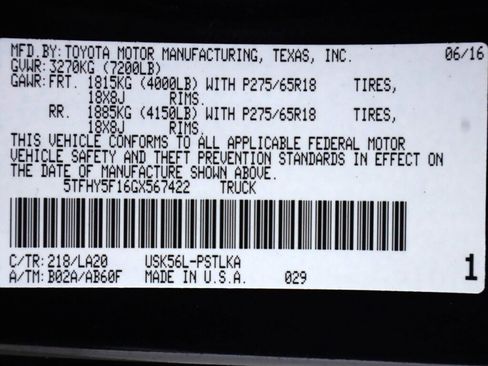 MFD.BY:TOYOTA MOTOR MANUFACTURING, TEXAS, INC. 06/16
GVWR:3270KG (7200LB)
GAWR:FRT. 1815KG (4000LB) WITH P275/65R18 TIRES,
18X8J RIMS.
RR. 1885KG (4150LB) WITH P275/65R18 TIRES,
18X8J RIMS.
THIS VEHICLE CONFORMS TO ALL APPLICABLE FEDERAL MOTOR
VEHICLE SAFETY AND THEFT PREVENTION STANDARDS IN EFFECT ON
THE DATE OF MANUFACTURE SHOWN ABOVE.
5TFHY5F16GX567422 TRUCK
C/TR:218/LA20 USK56L-PSTLKA
A/TM:B02A/AB60F MADE IN U.S.A. 029 1